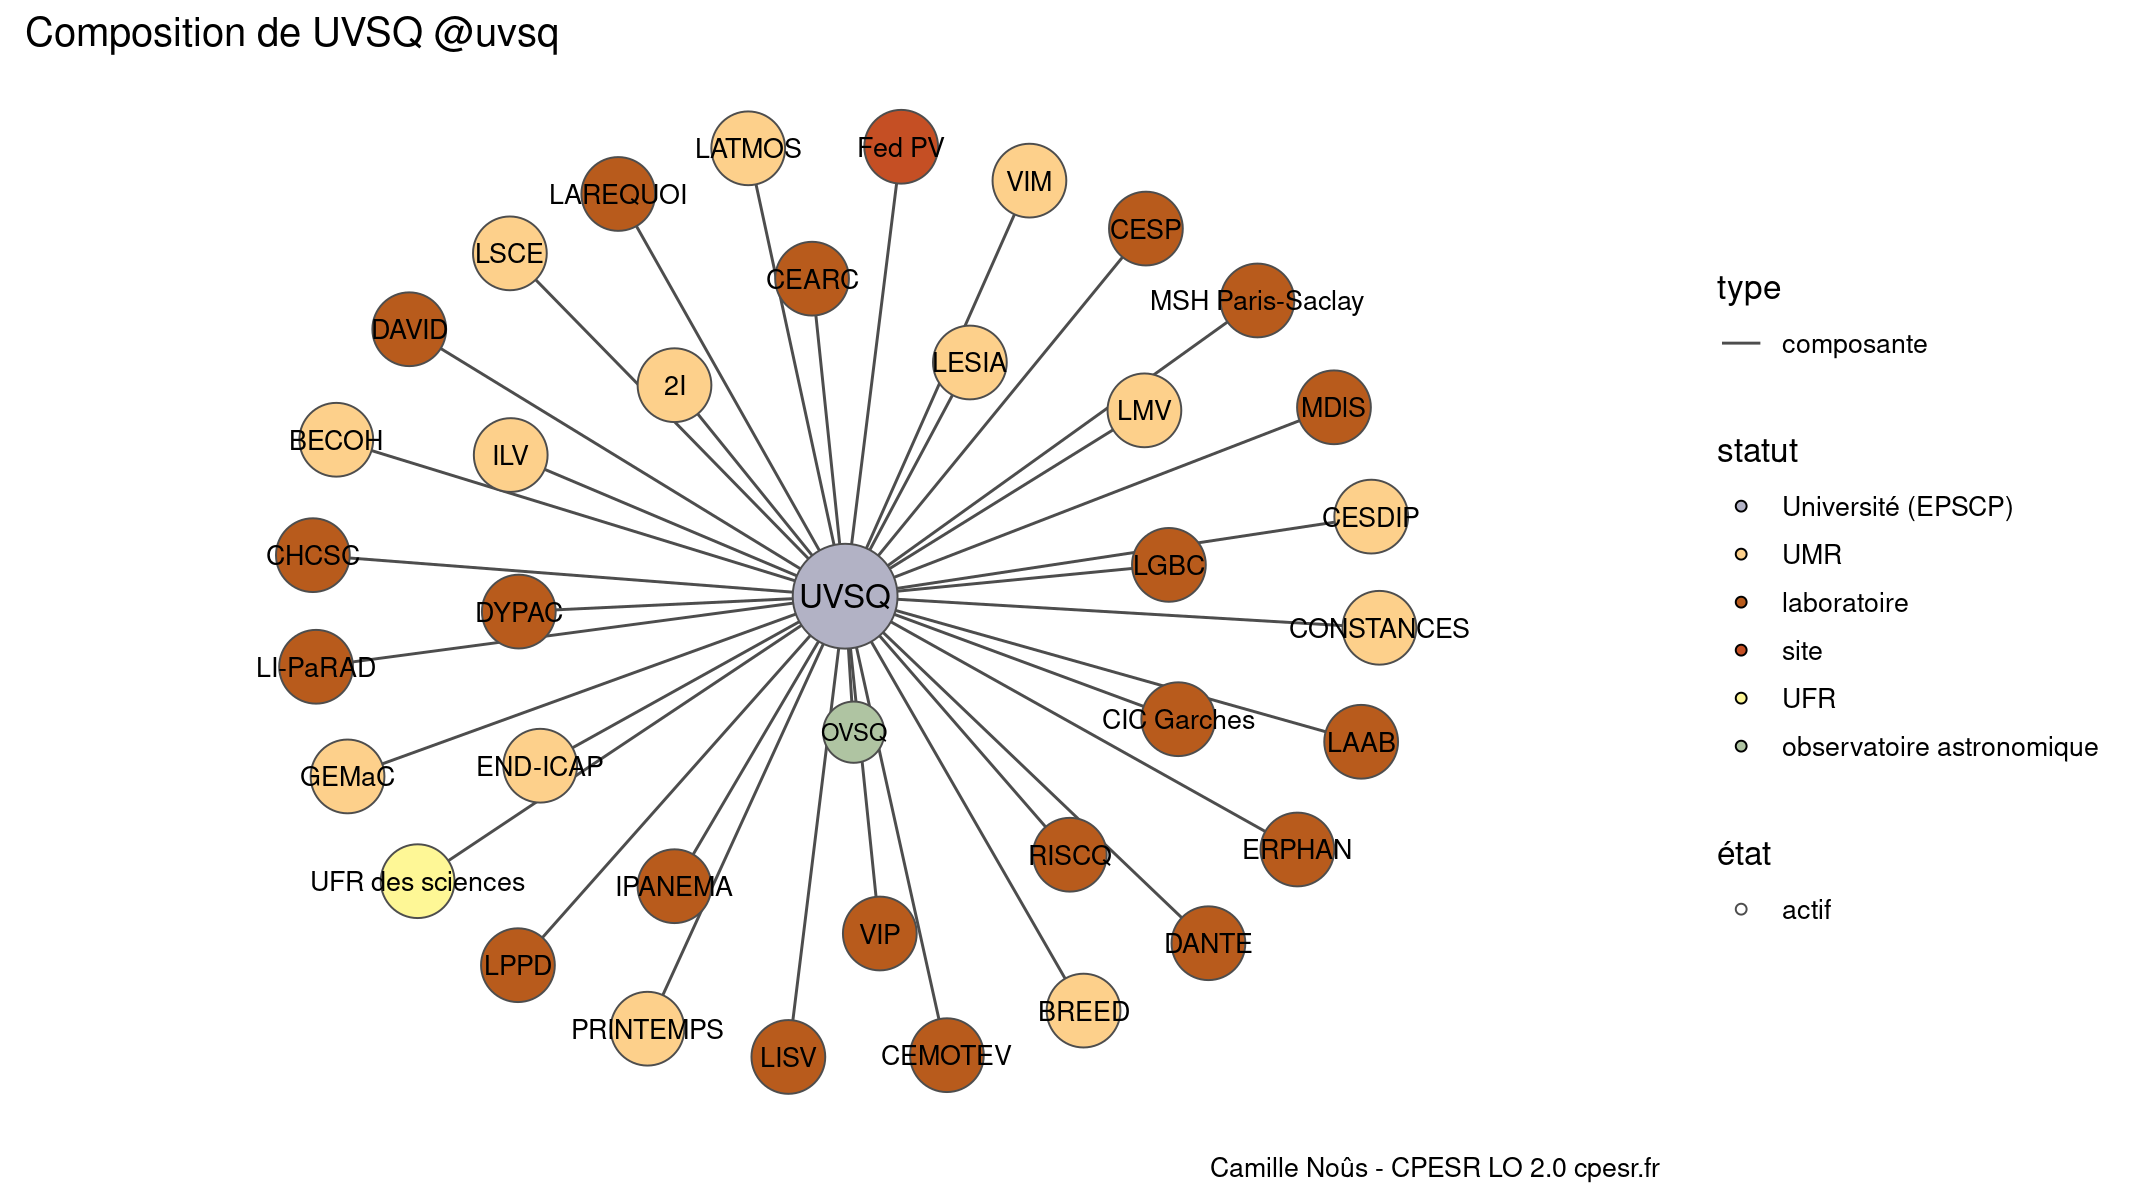 Composition de UVSQ @uvsq
LATMOS
Fed PV
VIM
LAREQUOI
CESP
LSCE
CEARC
MSH Paris-Saclay
DAVID
LESIA
2I
LMV
MDIS
BECOH
ILV
CESDIP
CHCSC
LGBC
UVSQ
DYPAC
CONSTANCES
LI-PaRAD
CIC Garches
OVSQ
LAAB
GEMaC
END-ICAP
RISCQ
ERPHAN
UFR des sciences
IPANEMA
VIP
DANTE
LPPD
BREED
PRINTEMPS
LISV
CEMOTEV
type
composante
statut
Université (EPSCP)
UMR
laboratoire
site
UFR
observatoire astronomique
état
actif
Camille Noûs - CPESR LO 2.0 cpesr.fr